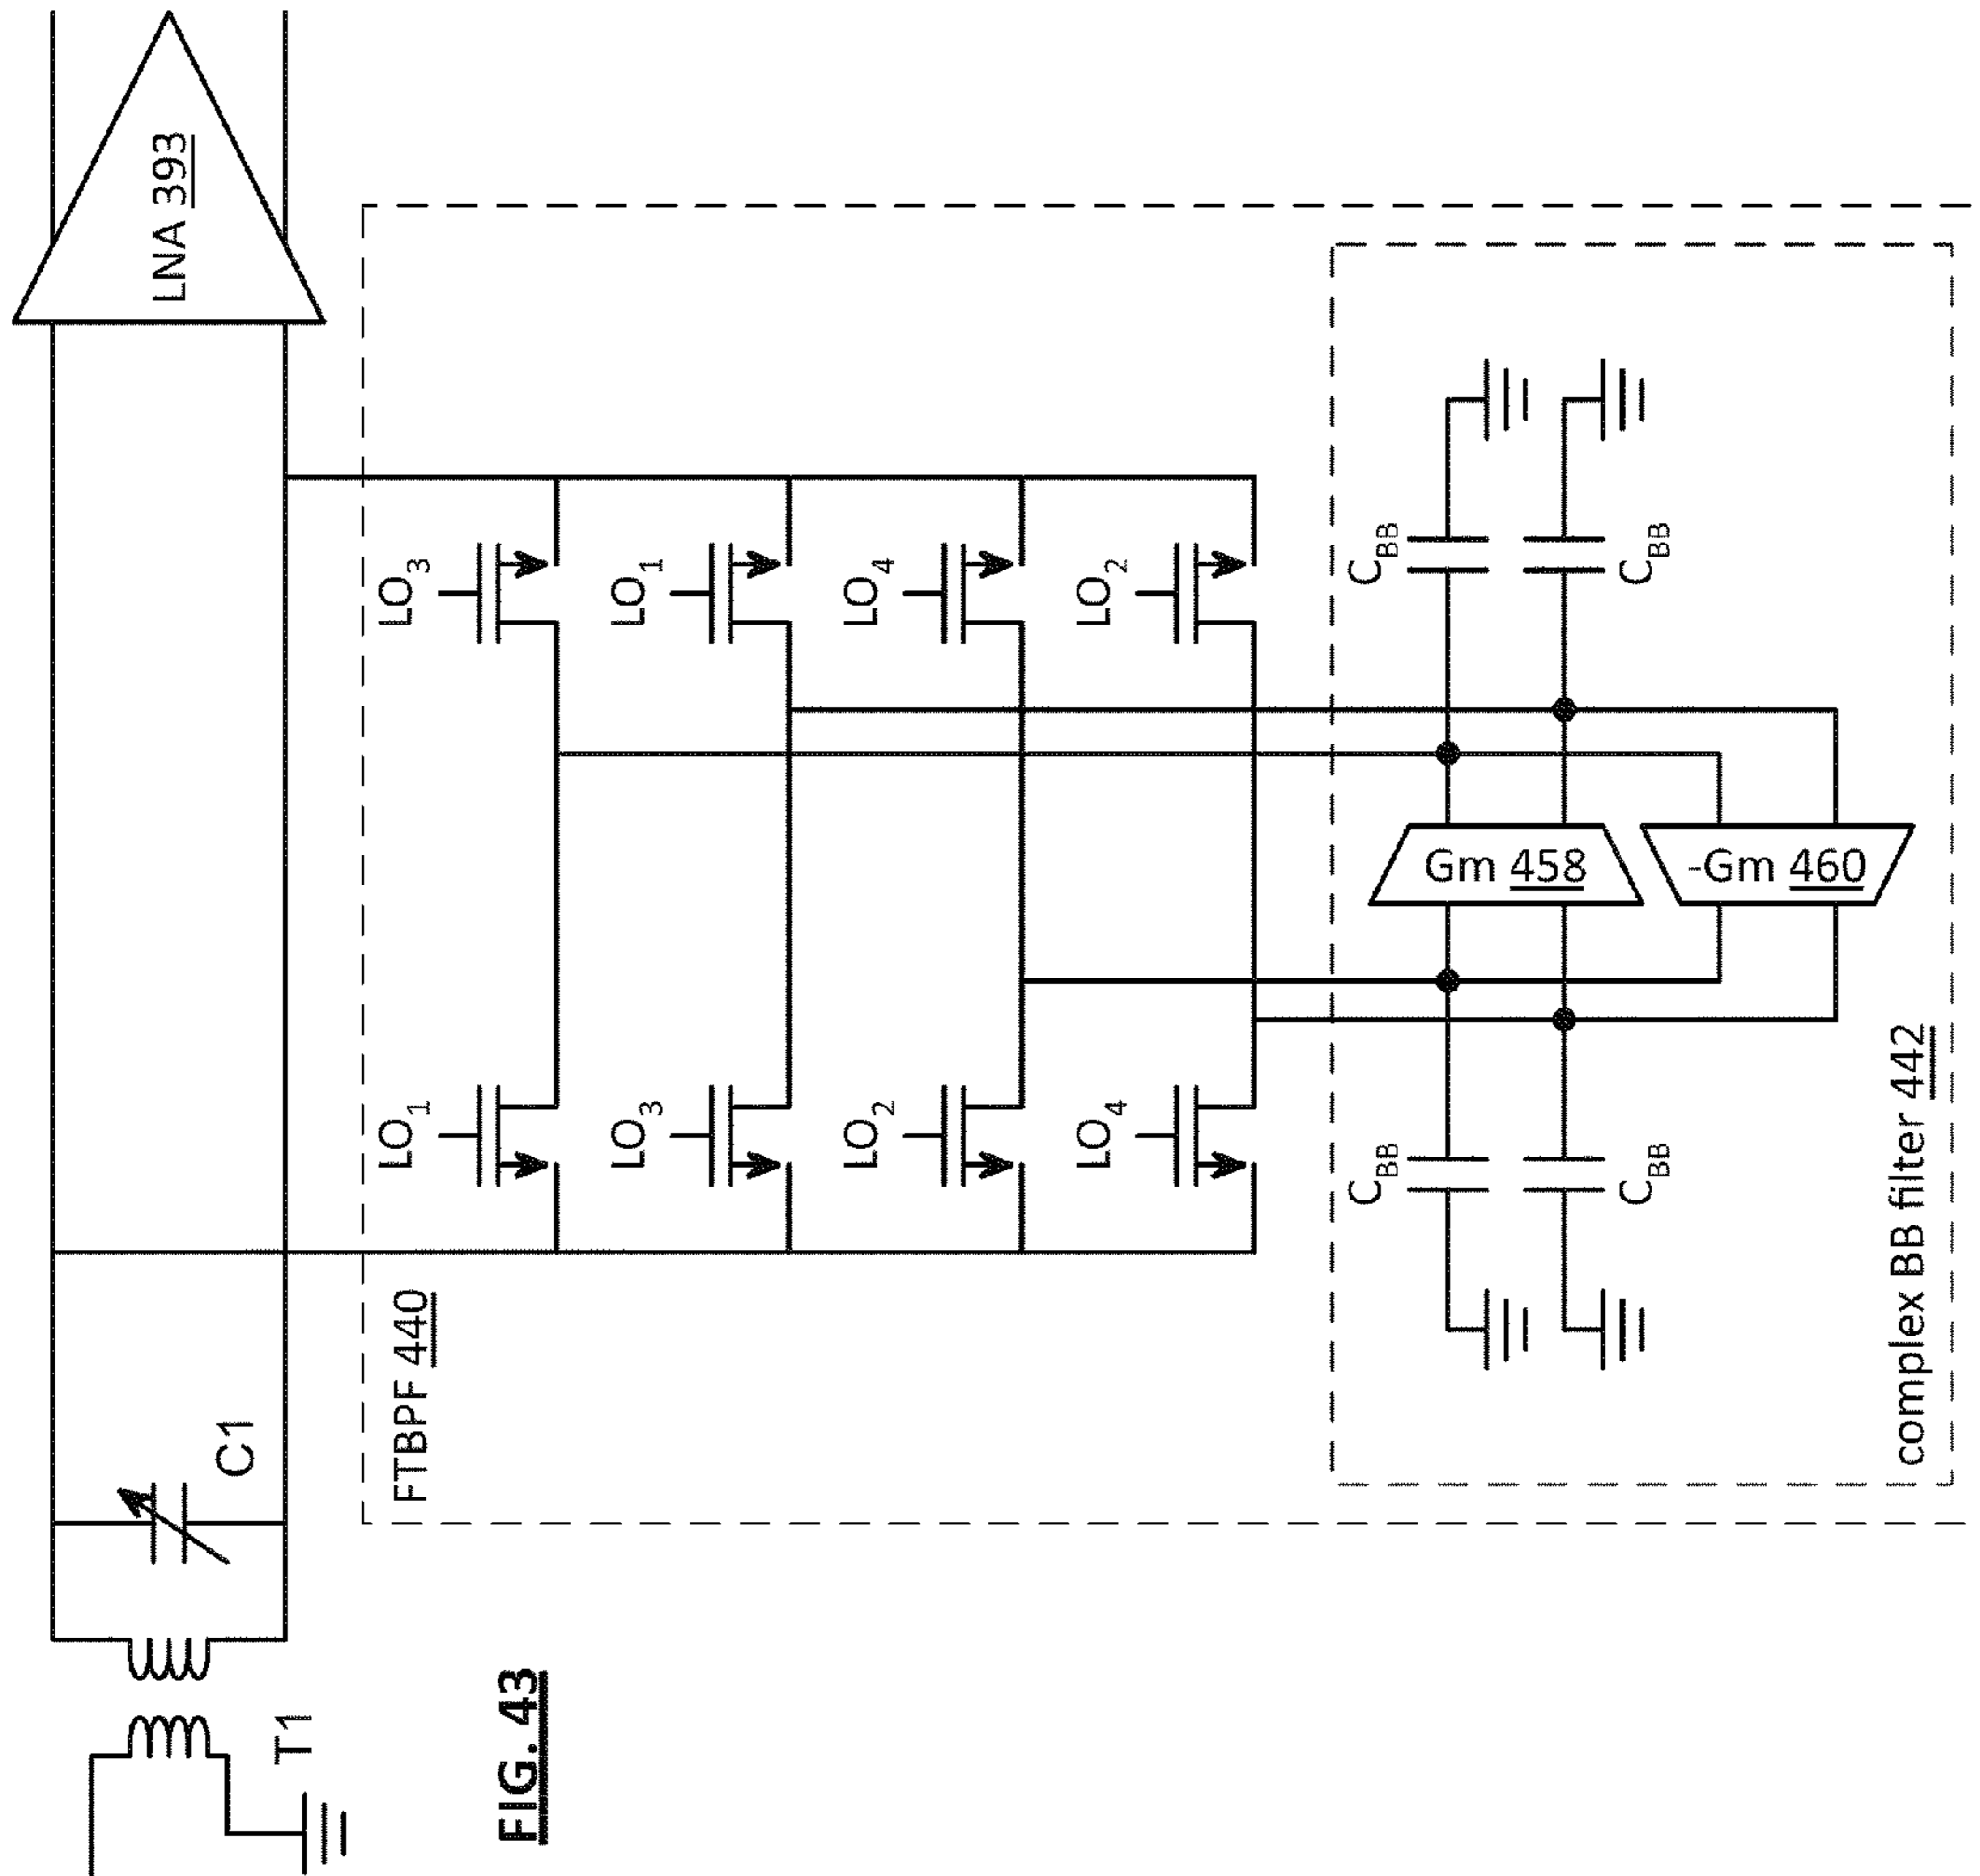 LNA 393
C1
T1
FIG. 43
FTBPF 440
LO1
LO3
LO3
LO1
LO2
LO4
LO4
LO2
CBB
CBB
CBB
CBB
Gm 458
-Gm 460
complex BB filter 442